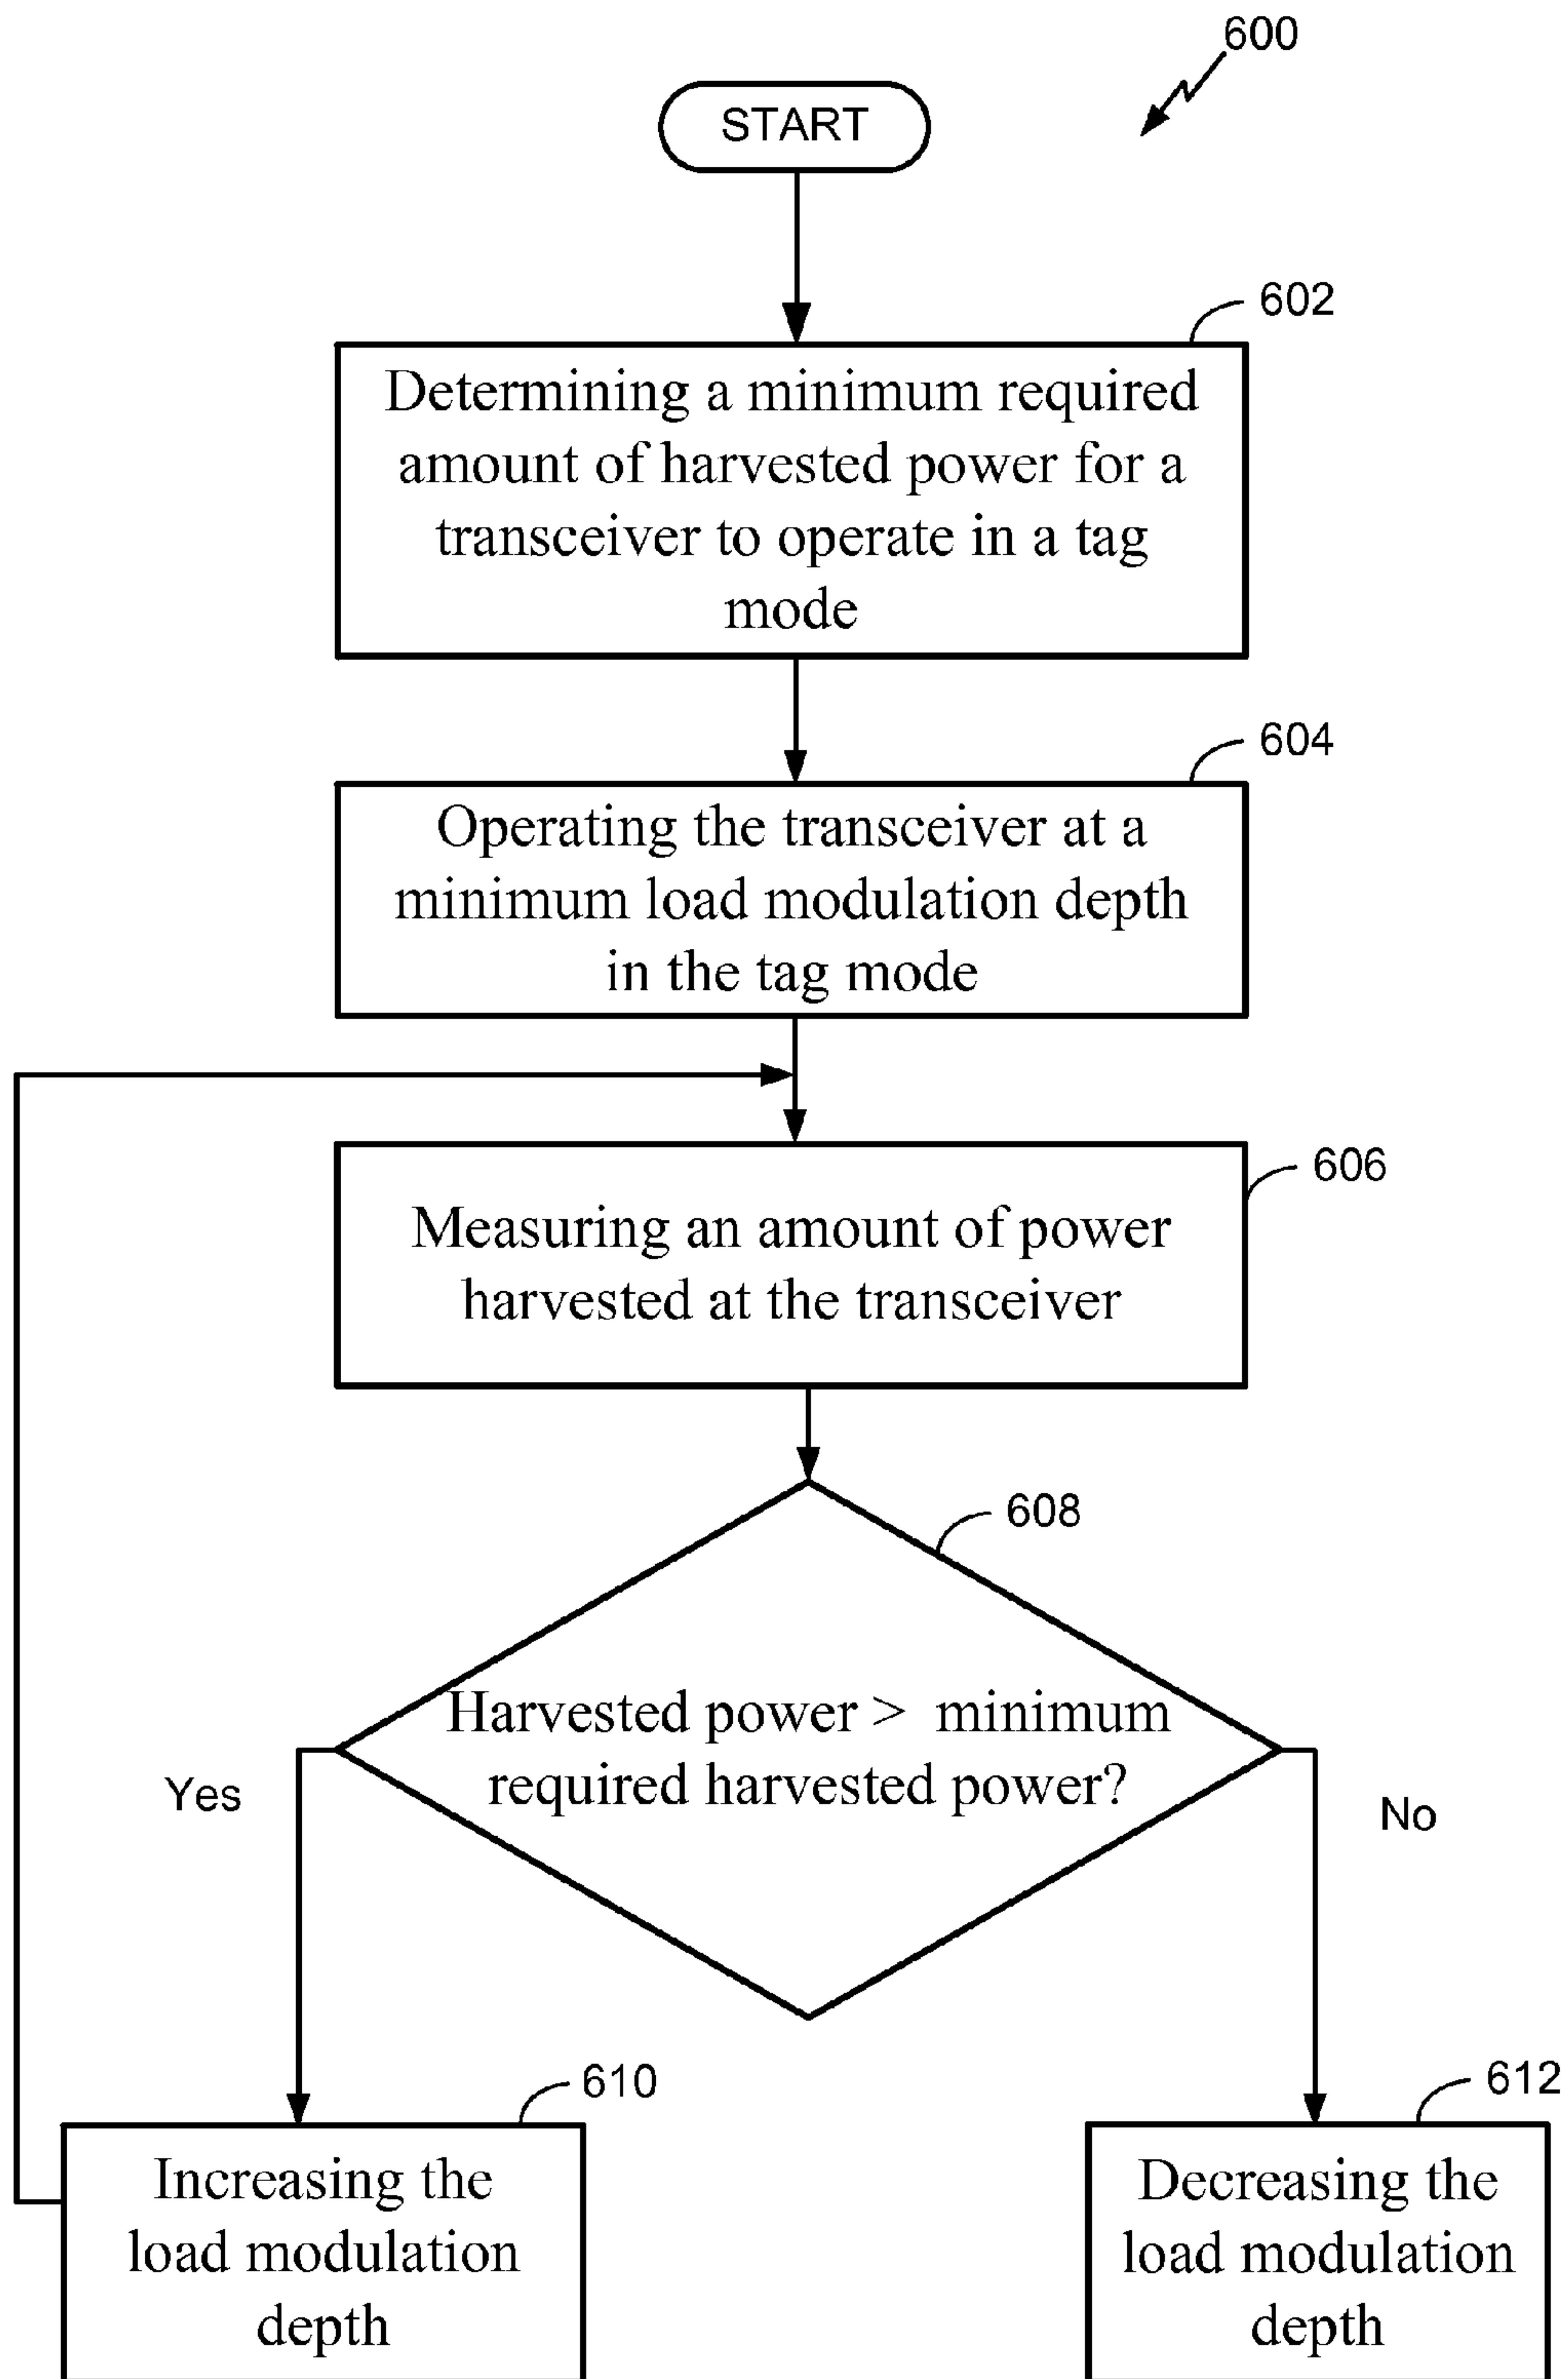 600
START
602
Determining a minimum required
amount of harvested power for a
transceiver to operate in a tag
mode
604
Operating the transceiver at a
minimum load modulation depth
in the tag mode
606
Measuring an amount of power
harvested at the transceiver
608
Harvested power > minimum
required harvested power?
Yes
No
610
Increasing the
load modulation
depth
612
Decreasing the
load modulation
depth